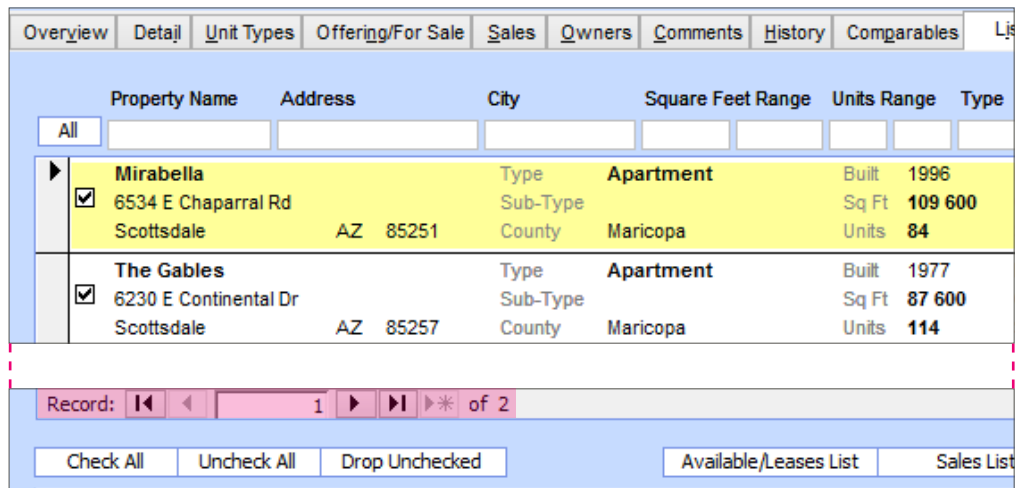 Overview Detail Unit Types Offering/For Sale Sales Owners Comments History Comparables
Property Name Address City Square Feet Range Units Range Type
All
Mirabella Type Apartment Built 1996
6534 E Chaparral Rd Sub-Type Sq Ft 109 600
Scottsdale AZ 85251 County Maricopa Units 84
The Gables Type Apartment Built 1977
6230 E Continental Dr Sub-Type Sq Ft 87 600
Scottsdale AZ 85257 County Maricopa Units 114
Record: 1 of 2
Check All Uncheck All Drop Unchecked Available/Leases List Sales List